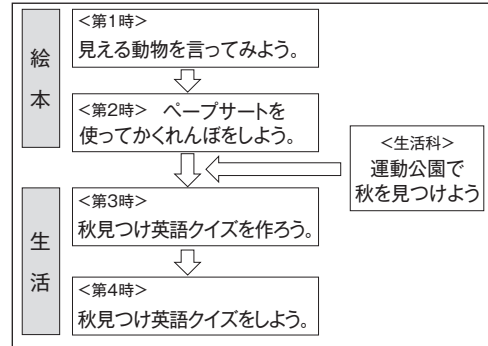 絵本
<第1時>
見える動物を言ってみよう。
<第2時> ペープサートを
使ってかくれんぼをしよう。
<生活科>
運動公園で
秋を見つけよう
生活
<第3時>
秋見つけ英語クイズを作ろう。
<第4時>
秋見つけ英語クイズをしよう。